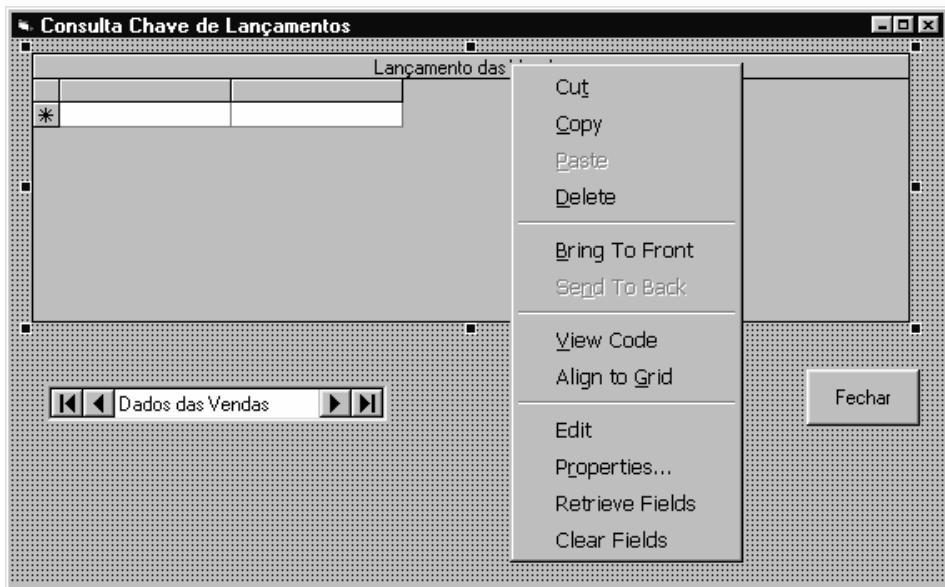 Consulta Chave de Lançamentos
Lançamento das
Cut
Copy
Paste
Delete
Bring To Front
Send To Back
View Code
Align to Grid
Edit
Properties...
Retrieve Fields
Clear Fields
Dados das Vendas
Fechar